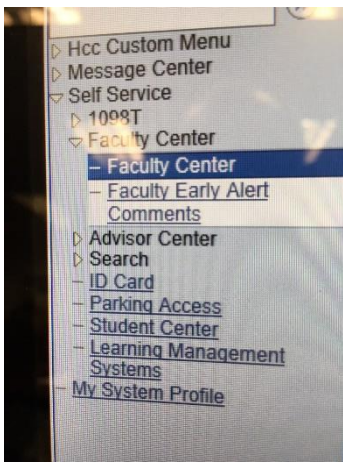 Hcc Custom Menu
Message Center
Self Service
1098T
Faculty Center
– Faculty Center
– Faculty Early Alert
Comments
Advisor Center
Search
– ID Card
– Parking Access
– Student Center
– Learning Management
Systems
– My System Profile